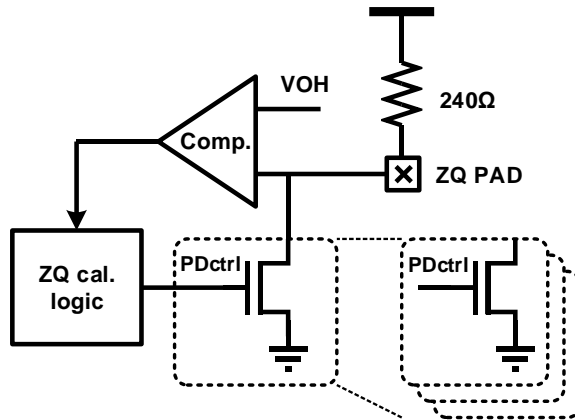 VOH
240Ω
Comp.
ZQ PAD
ZQ cal.
logic
PDctrl
PDctrl